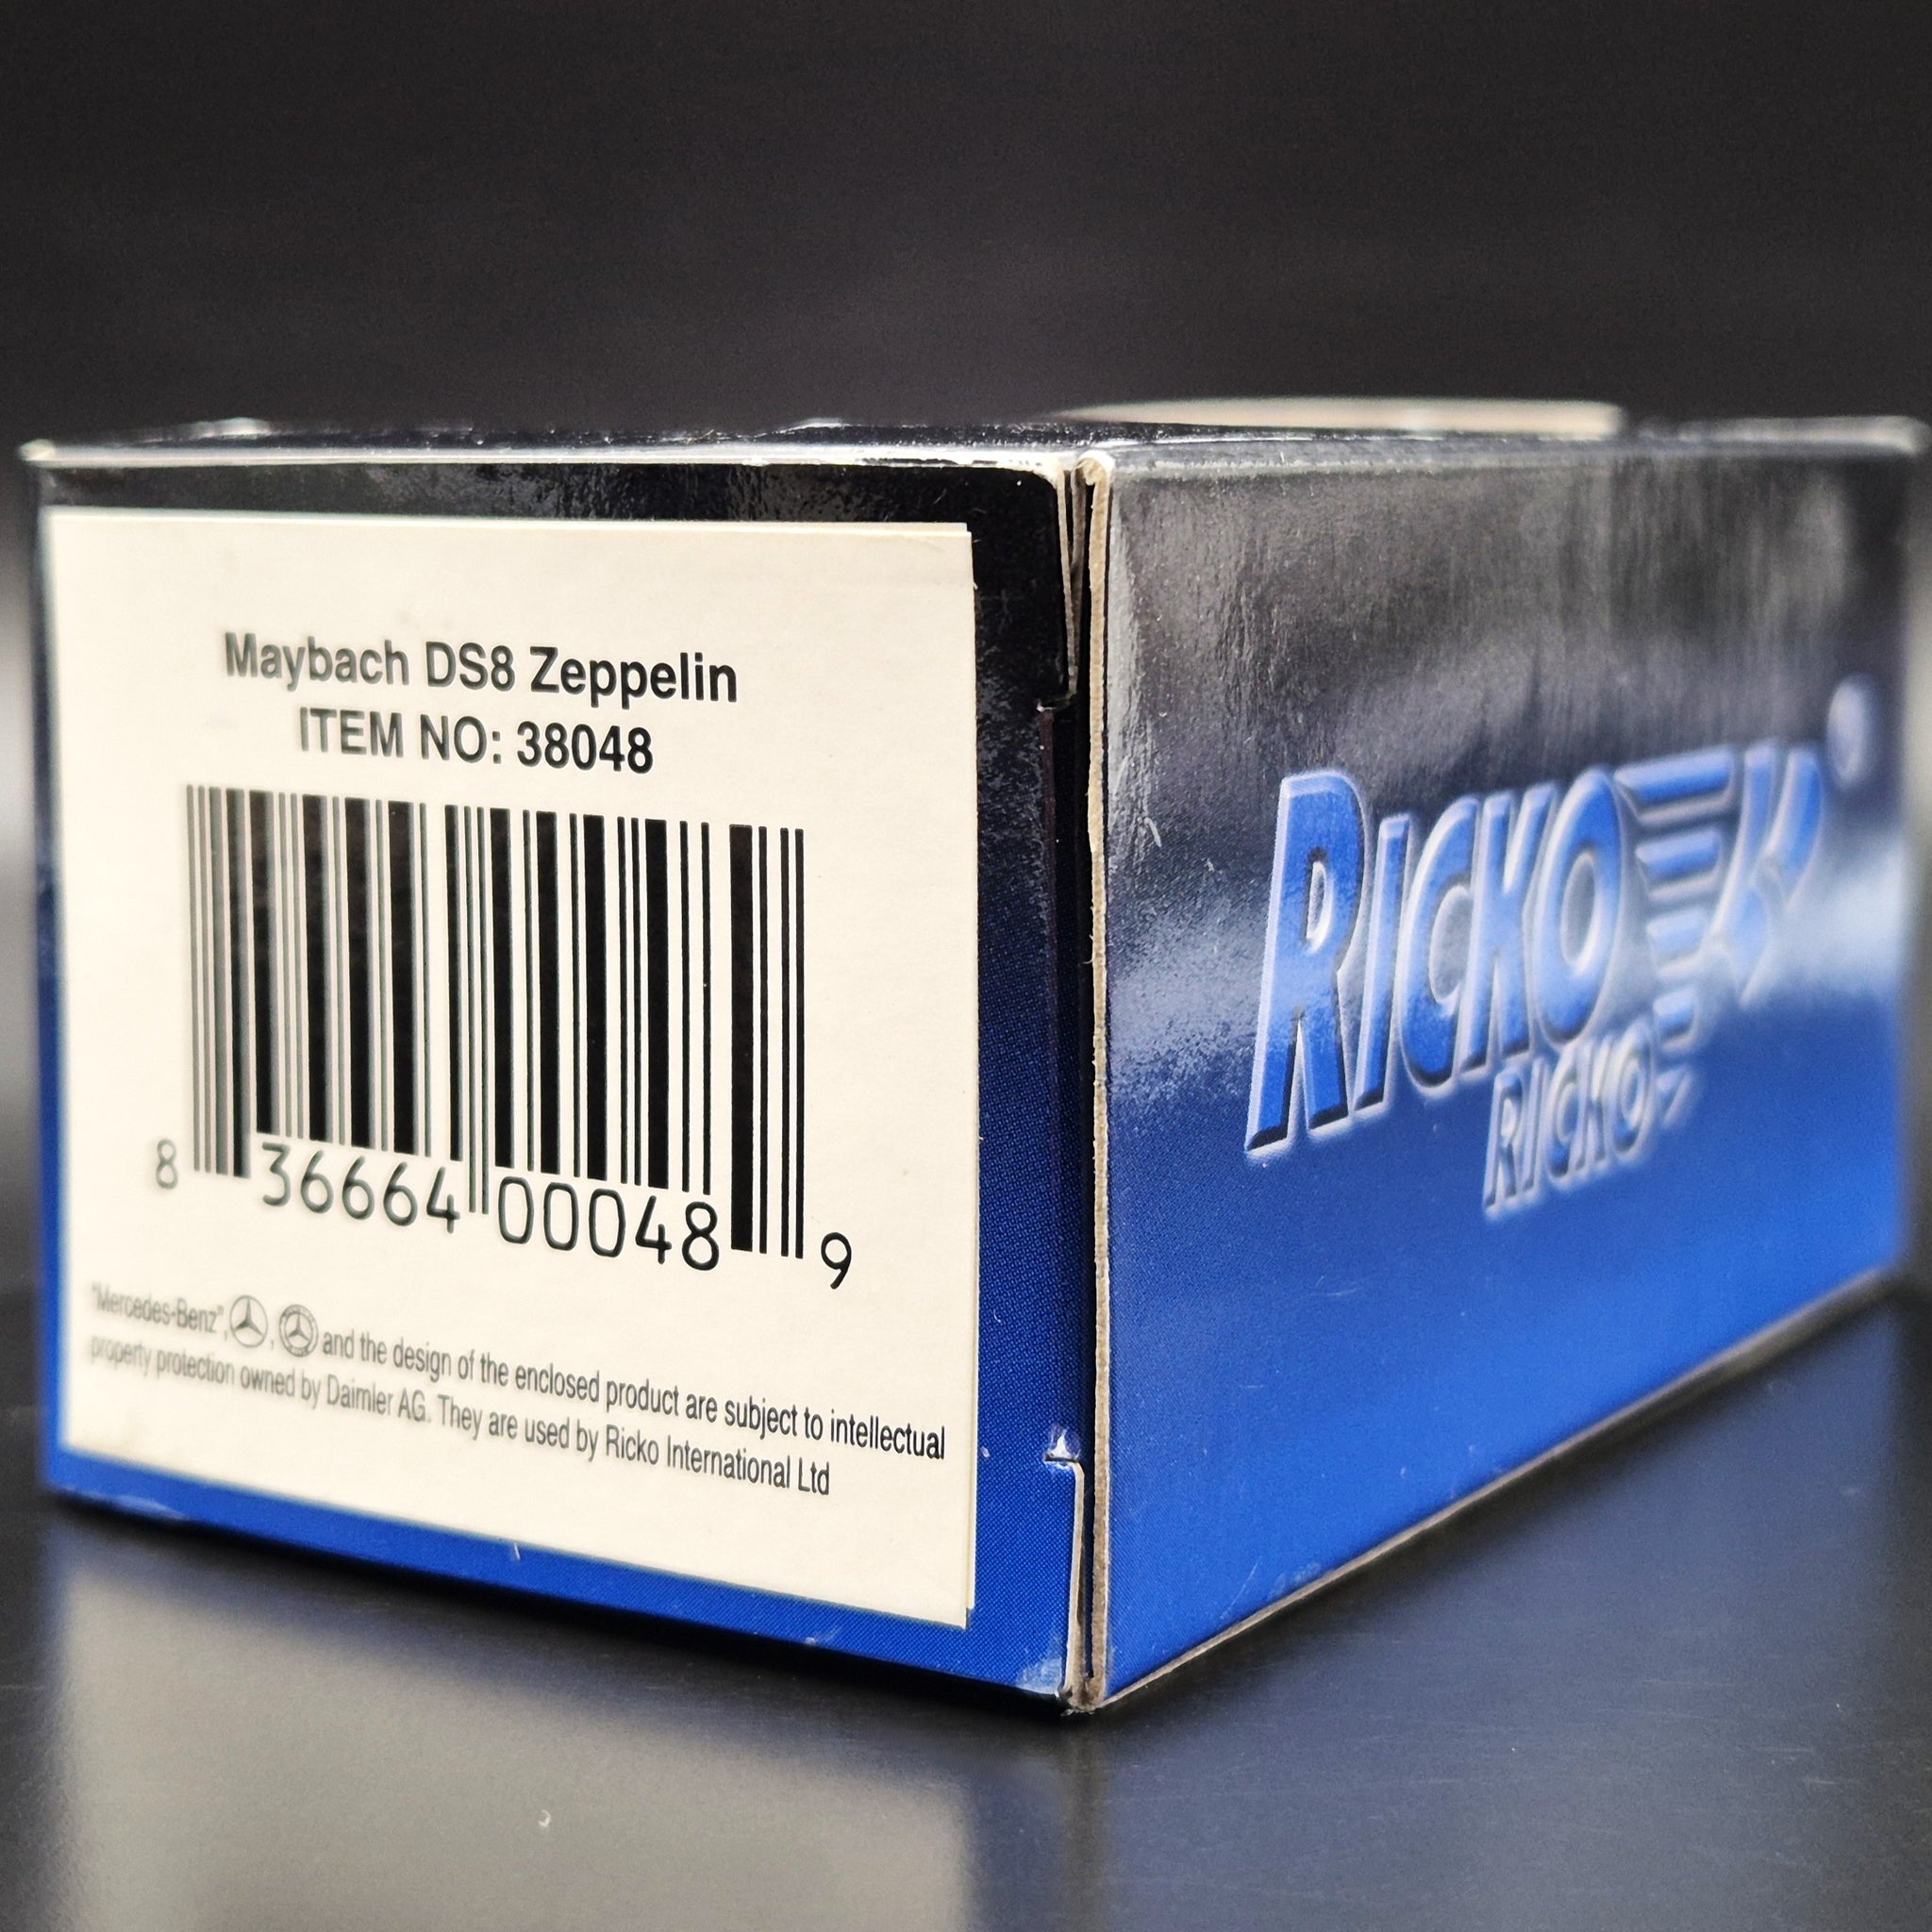 Maybach DS8 Zeppelin
ITEM NO: 38048
8 36664 00048 9
"Mercedes-Benz", , and the design of the enclosed product are subject to intellectual
property protection owned by Daimler AG. They are used by Ricko International Ltd
RICKO
RICKO